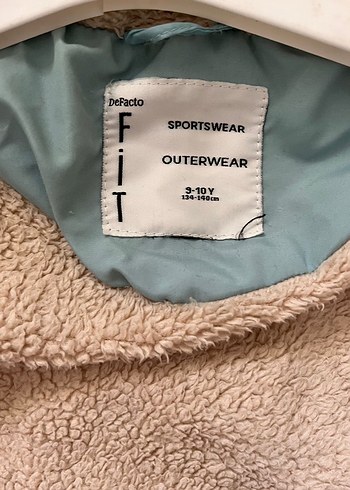 DeFacto
FiT
SPORTSWEAR
OUTERWEAR
9-10 Y
134-140cm